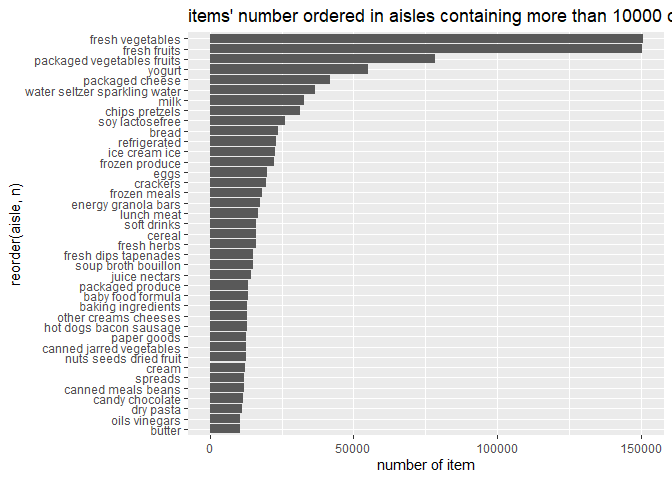 items' number ordered in aisles containing more than 10000
fresh vegetables
fresh fruits
packaged vegetables fruits
yogurt
packaged cheese
water seltzer sparkling water
milk
chips pretzels
soy lactosefree
bread
refrigerated
ice cream ice
frozen produce
eggs
crackers
frozen meals
energy granola bars
lunch meat
soft drinks
cereal
fresh herbs
fresh dips tapenades
soup broth bouillon
juice nectars
packaged produce
baby food formula
baking ingredients
other creams cheeses
hot dogs bacon sausage
paper goods
canned jarred vegetables
nuts seeds dried fruit
cream
spreads
canned meals beans
candy chocolate
dry pasta
oils vinegars
butter
reorder(aisle, n)
0 50000 100000 150000
number of item